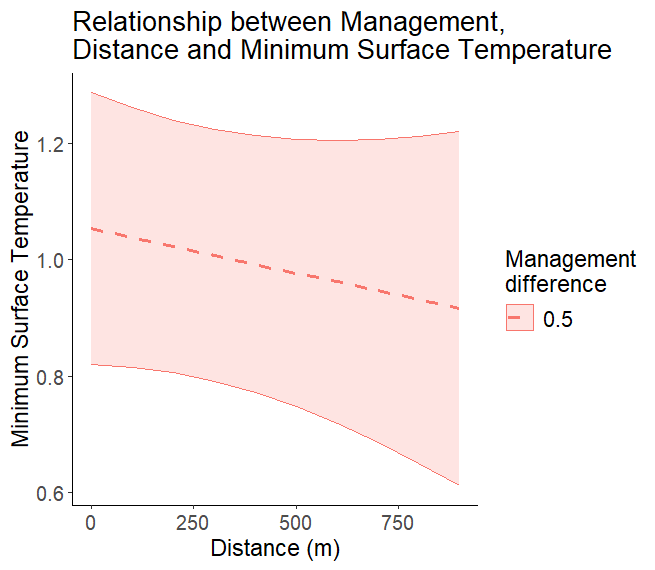 Relationship between Management,
Distance and Minimum Surface Temperature
Minimum Surface Temperature
1.2
1.0
0.8
0.6
0
250
500
750
Distance (m)
Management
difference
0.5